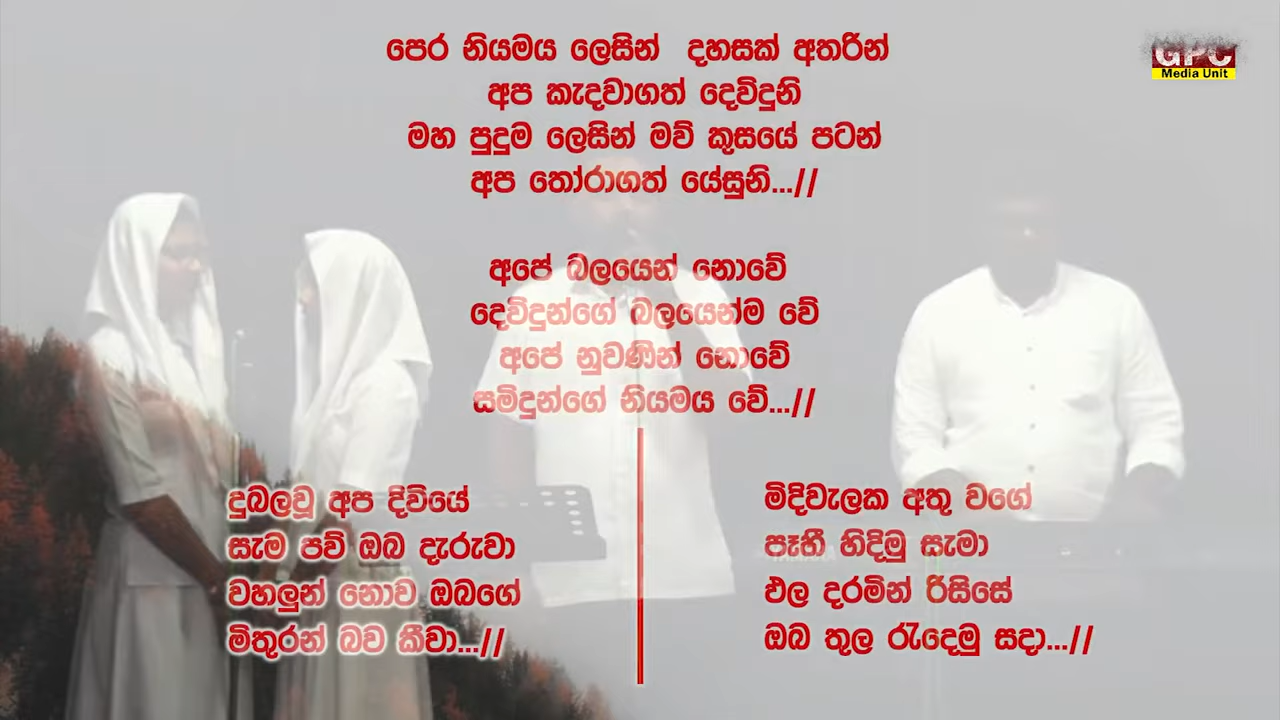 පෙර නියමය ලෙසින් දහසක් අතරින්
අප කැදවාගත් දෙවිදුනි
මහ පුදුම ලෙසින් මව් කුසයේ පටන්
අප තෝරාගත් යේසුනි...//
අපේ බලයෙන් නොවේ
දෙවිදුන්ගේ බලයෙන්ම වේ
අපේ නුවණින් නොවේ
සමිදුන්ගේ නියමය වේ...//
දුබලවූ අප දිවියේ
සැම පව් ඔබ දැරුවා
වහලුන් නොව ඔබගේ
මිතුරන් බව කීවා...//
මිදිවැලක අතු වගේ
පෑහී හිදිමු සැමා
ඵල දරමින් රිසිසේ
ඔබ තුල රැදෙමු සදා...//
GPC
Media Unit